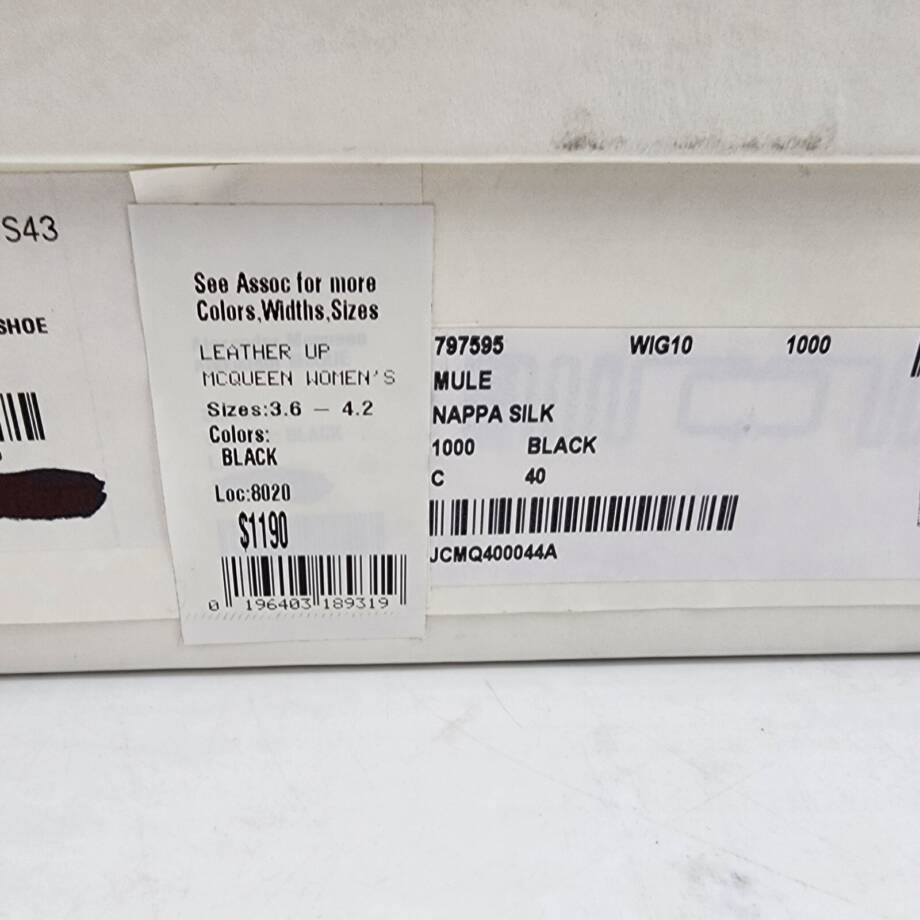 S43
SHOE
See Assoc for more
Colors,Widths,Sizes
LEATHER UP
MCQUEEN WOMEN'S
Sizes:3.6 – 4.2
Colors:
BLACK
Loc:8020
$1190
0 196403 189319
797595 WIG10 1000
MULE
NAPPA SILK
1000 BLACK
C 40
JCMQ400044A